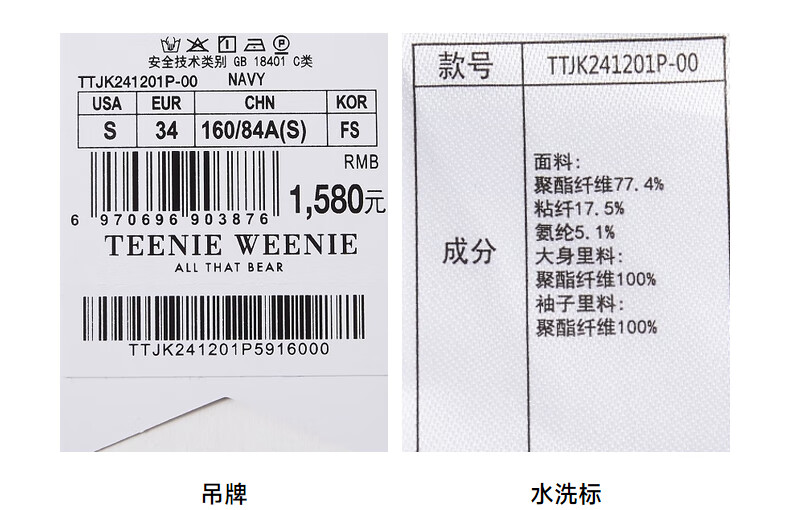 安全技术类别 GB 18401 C类
TTJK241201P-00 NAVY
USA EUR CHN KOR
S 34 160/84A(S) FS
RMB
1,580元
6 970696 903876
TEENIE WEENIE
ALL THAT BEAR
TTJK241201P5916000
吊牌
款号 TTJK241201P-00
成分
面料:
聚酯纤维77.4%
粘纤17.5%
氨纶5.1%
大身里料:
聚酯纤维100%
袖子里料:
聚酯纤维100%
水洗标